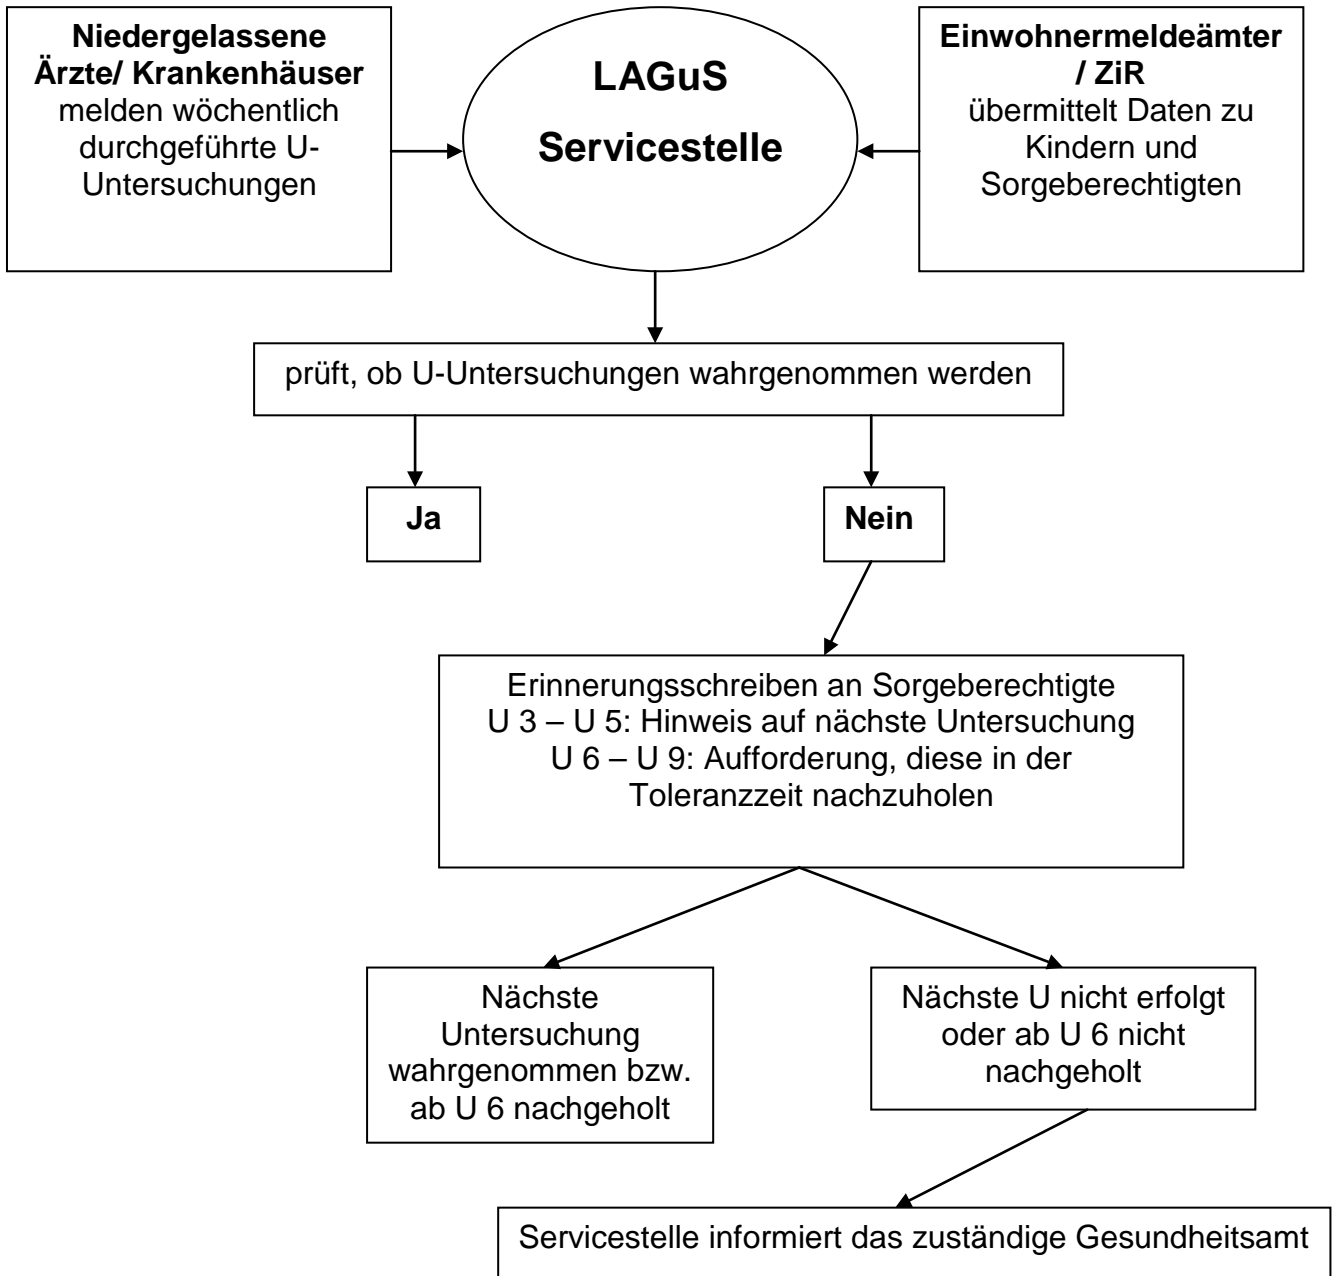 Niedergelassene
Ärzte/ Krankenhäuser
melden wöchentlich
durchgeführte U-
Untersuchungen
LAGuS
Servicestelle
Einwohnermeldeämter
/ ZiR
übermittelt Daten zu
Kindern und
Sorgeberechtigten
prüft, ob U-Untersuchungen wahrgenommen werden
Ja
Nein
Erinnerungsschreiben an Sorgeberechtigte
U 3 – U 5: Hinweis auf nächste Untersuchung
U 6 – U 9: Aufforderung, diese in der
Toleranzzeit nachzuholen
Nächste
Untersuchung
wahrgenommen bzw.
ab U 6 nachgeholt
Nächste U nicht erfolgt
oder ab U 6 nicht
nachgeholt
Servicestelle informiert das zuständige Gesundheitsamt